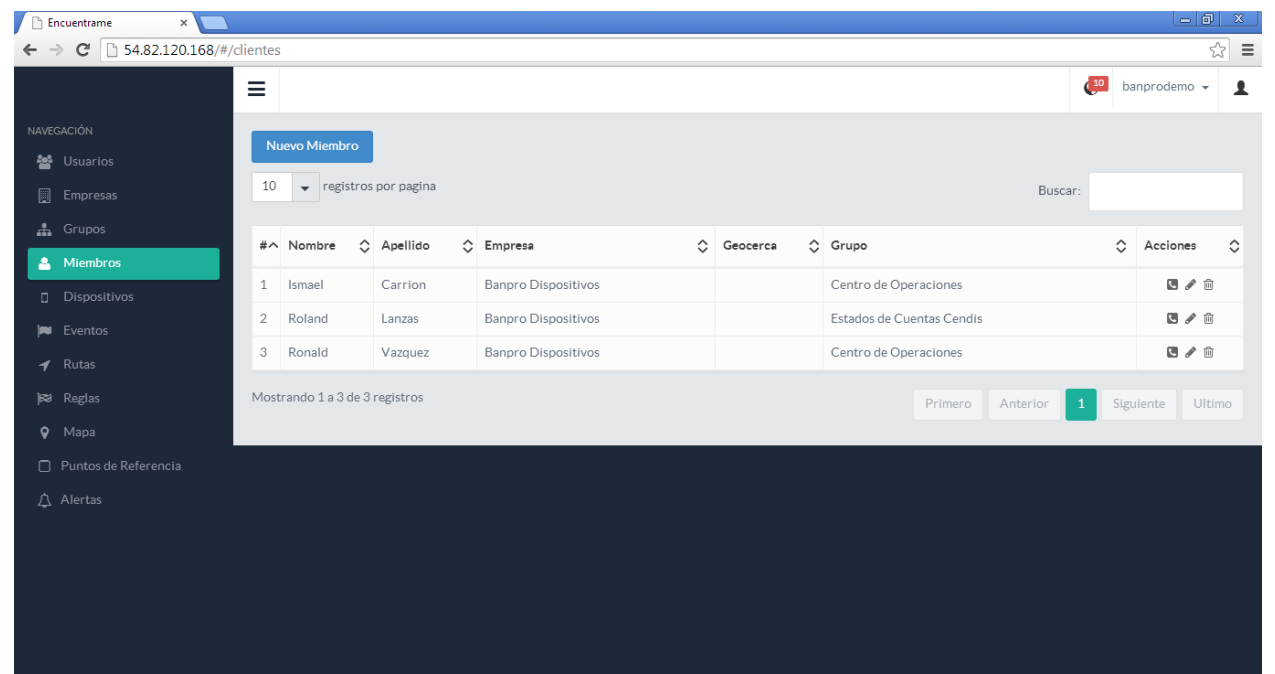 Encuentrame
54.82.120.168/#/clientes
10 banprodemo
NAVEGACIÓN
Usuarios
Empresas
Grupos
Miembros
Dispositivos
Eventos
Rutas
Reglas
Mapa
Puntos de Referencia
Alertas
Nuevo Miembro
10 registros por pagina Buscar:
# Nombre Apellido Empresa Geocerca Grupo Acciones
1 Ismael Carrion Banpro Dispositivos Centro de Operaciones
2 Roland Lanzas Banpro Dispositivos Estados de Cuentas Cendis
3 Ronald Vazquez Banpro Dispositivos Centro de Operaciones
Mostrando 1 a 3 de 3 registros Primero Anterior 1 Siguiente Ultimo